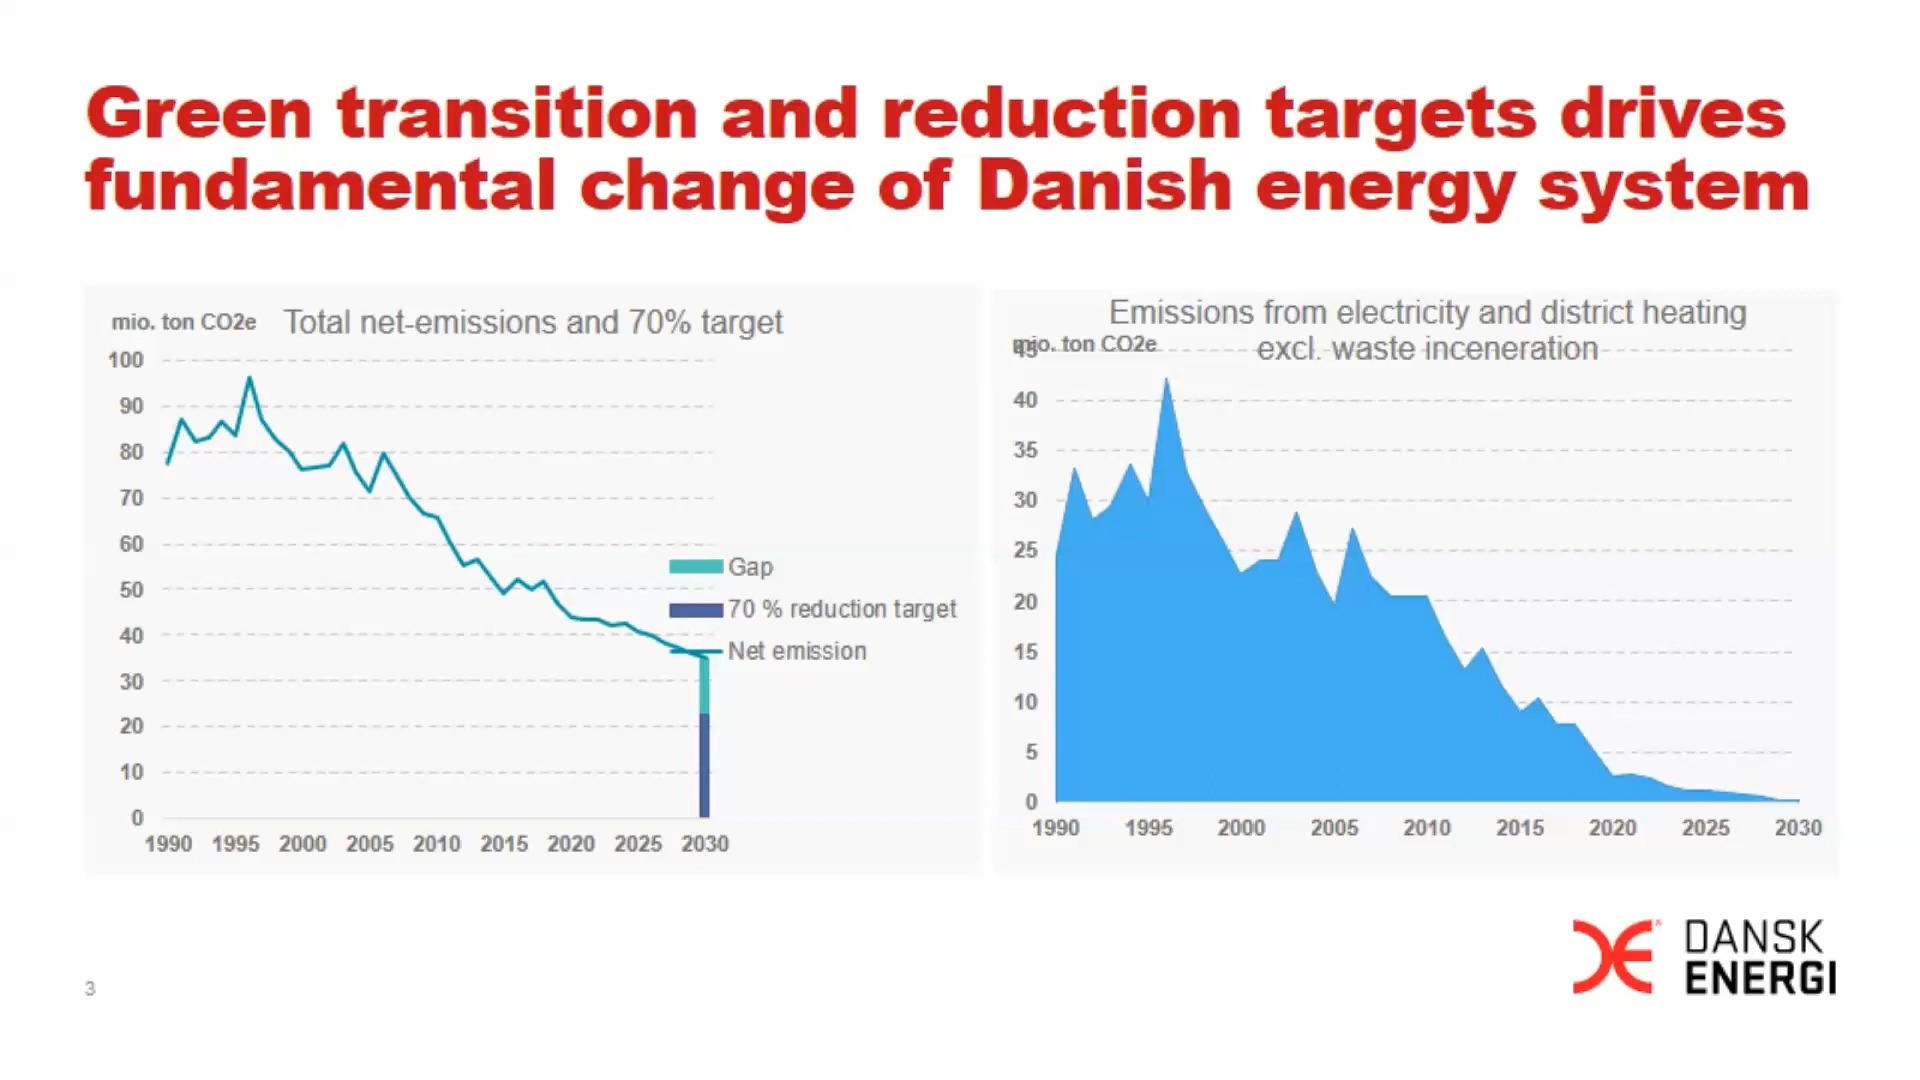 Green transition and reduction targets drives
fundamental change of Danish energy system
mio. ton CO2e
Total net-emissions and 70% target
100
90
80
70
60
50
40
30
20
10
0
1990 1995 2000 2005 2010 2015 2020 2025 2030
Gap
70 % reduction target
Net emission
Emissions from electricity and district heating
excl. waste inceneration
mio. ton CO2e
45
40
35
30
25
20
15
10
5
0
1990 1995 2000 2005 2010 2015 2020 2025 2030
DANSK
ENERGI
3